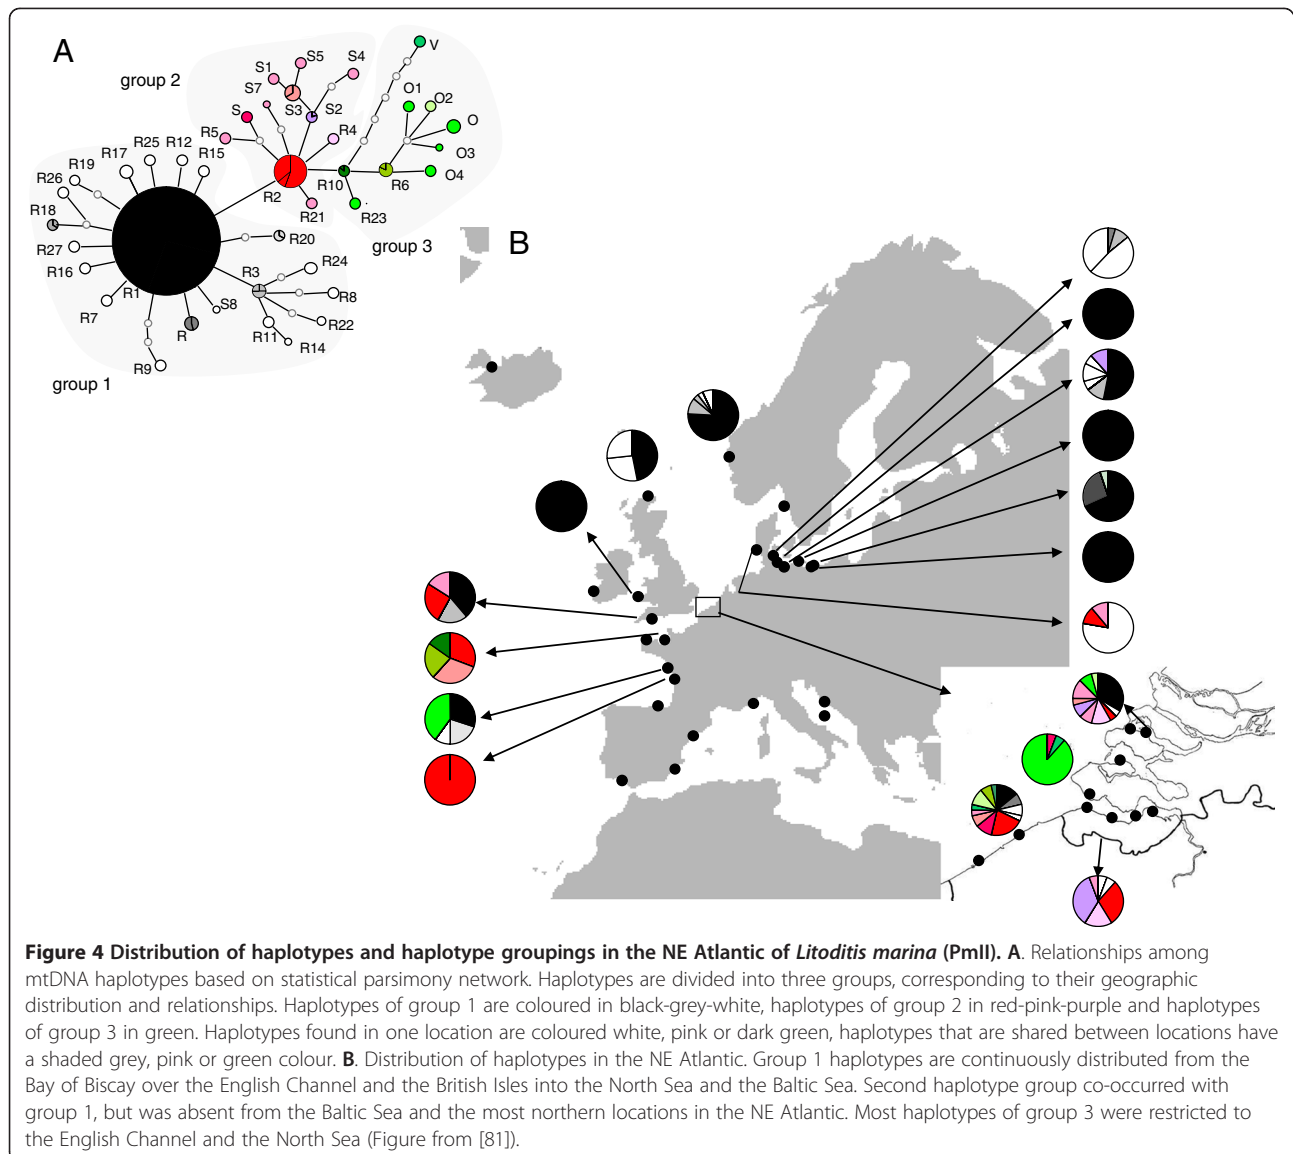 A
B
group 2
group 3
group 1
V
S5
S4
S1
S7
S3
S2
S
R5
R4
R2
R21
R10
R6
R23
O1
O2
O
O3
O4
R25
R12
R17
R15
R19
R26
R18
R27
R16
R1
R7
R9
R
S8
R20
R3
R24
R8
R22
R11
R14
Figure 4 Distribution of haplotypes and haplotype groupings in the NE Atlantic of Litoditis marina (PmII). A. Relationships among
mtDNA haplotypes based on statistical parsimony network. Haplotypes are divided into three groups, corresponding to their geographic
distribution and relationships. Haplotypes of group 1 are coloured in black-grey-white, haplotypes of group 2 in red-pink-purple and haplotypes
of group 3 in green. Haplotypes found in one location are coloured white, pink or dark green, haplotypes that are shared between locations have
a shaded grey, pink or green colour. B. Distribution of haplotypes in the NE Atlantic. Group 1 haplotypes are continuously distributed from the
Bay of Biscay over the English Channel and the British Isles into the North Sea and the Baltic Sea. Second haplotype group co-occurred with
group 1, but was absent from the Baltic Sea and the most northern locations in the NE Atlantic. Most haplotypes of group 3 were restricted to
the English Channel and the North Sea (Figure from [81]).